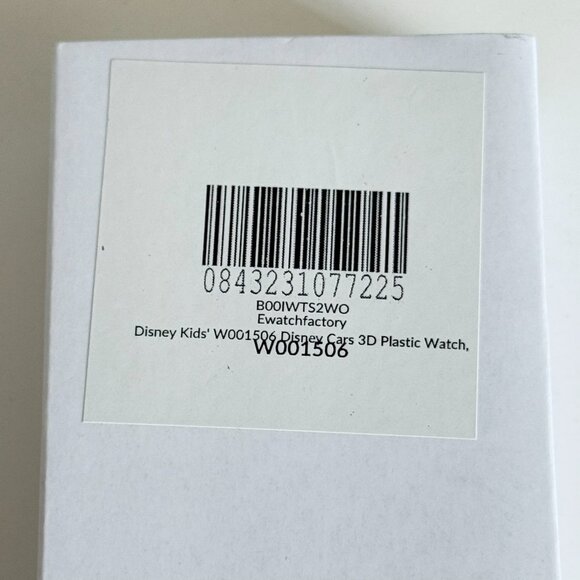 0843231077225
B00IWTS2WO
Ewatchfactory
Disney Kids' W001506 Disney Cars 3D Plastic Watch,
W001506